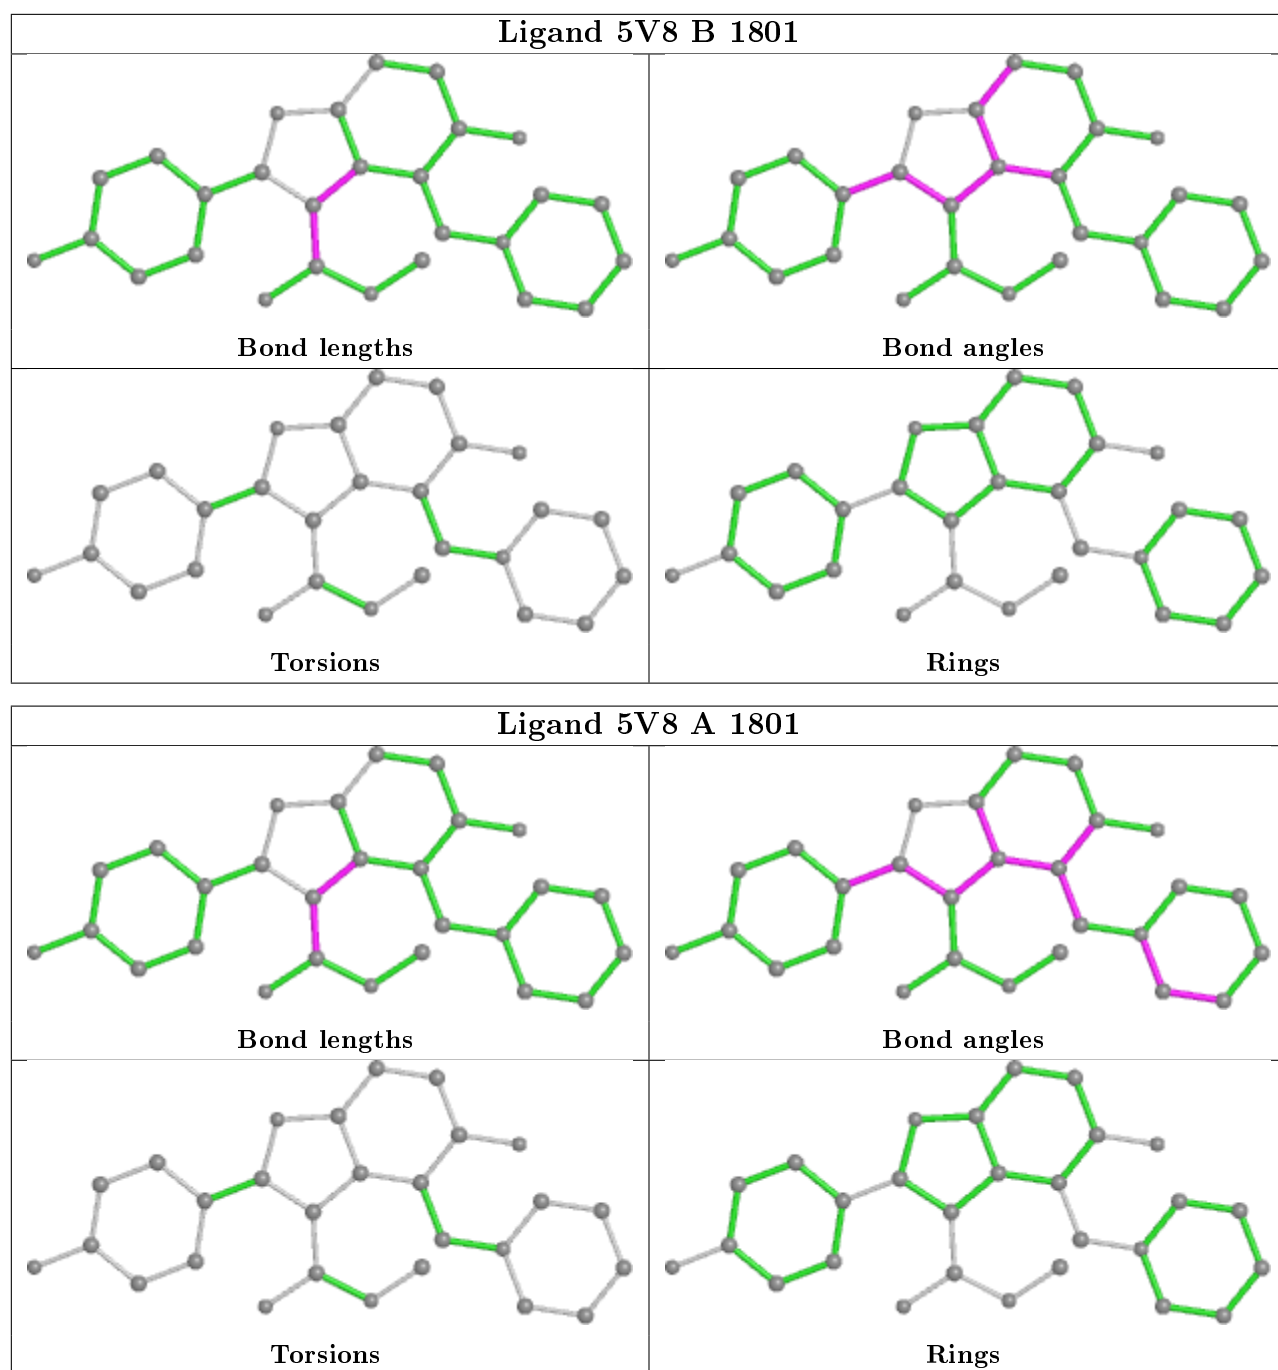 Ligand 5V8 B 1801
Bond lengths
Bond angles
Torsions
Rings
Ligand 5V8 A 1801
Bond lengths
Bond angles
Torsions
Rings